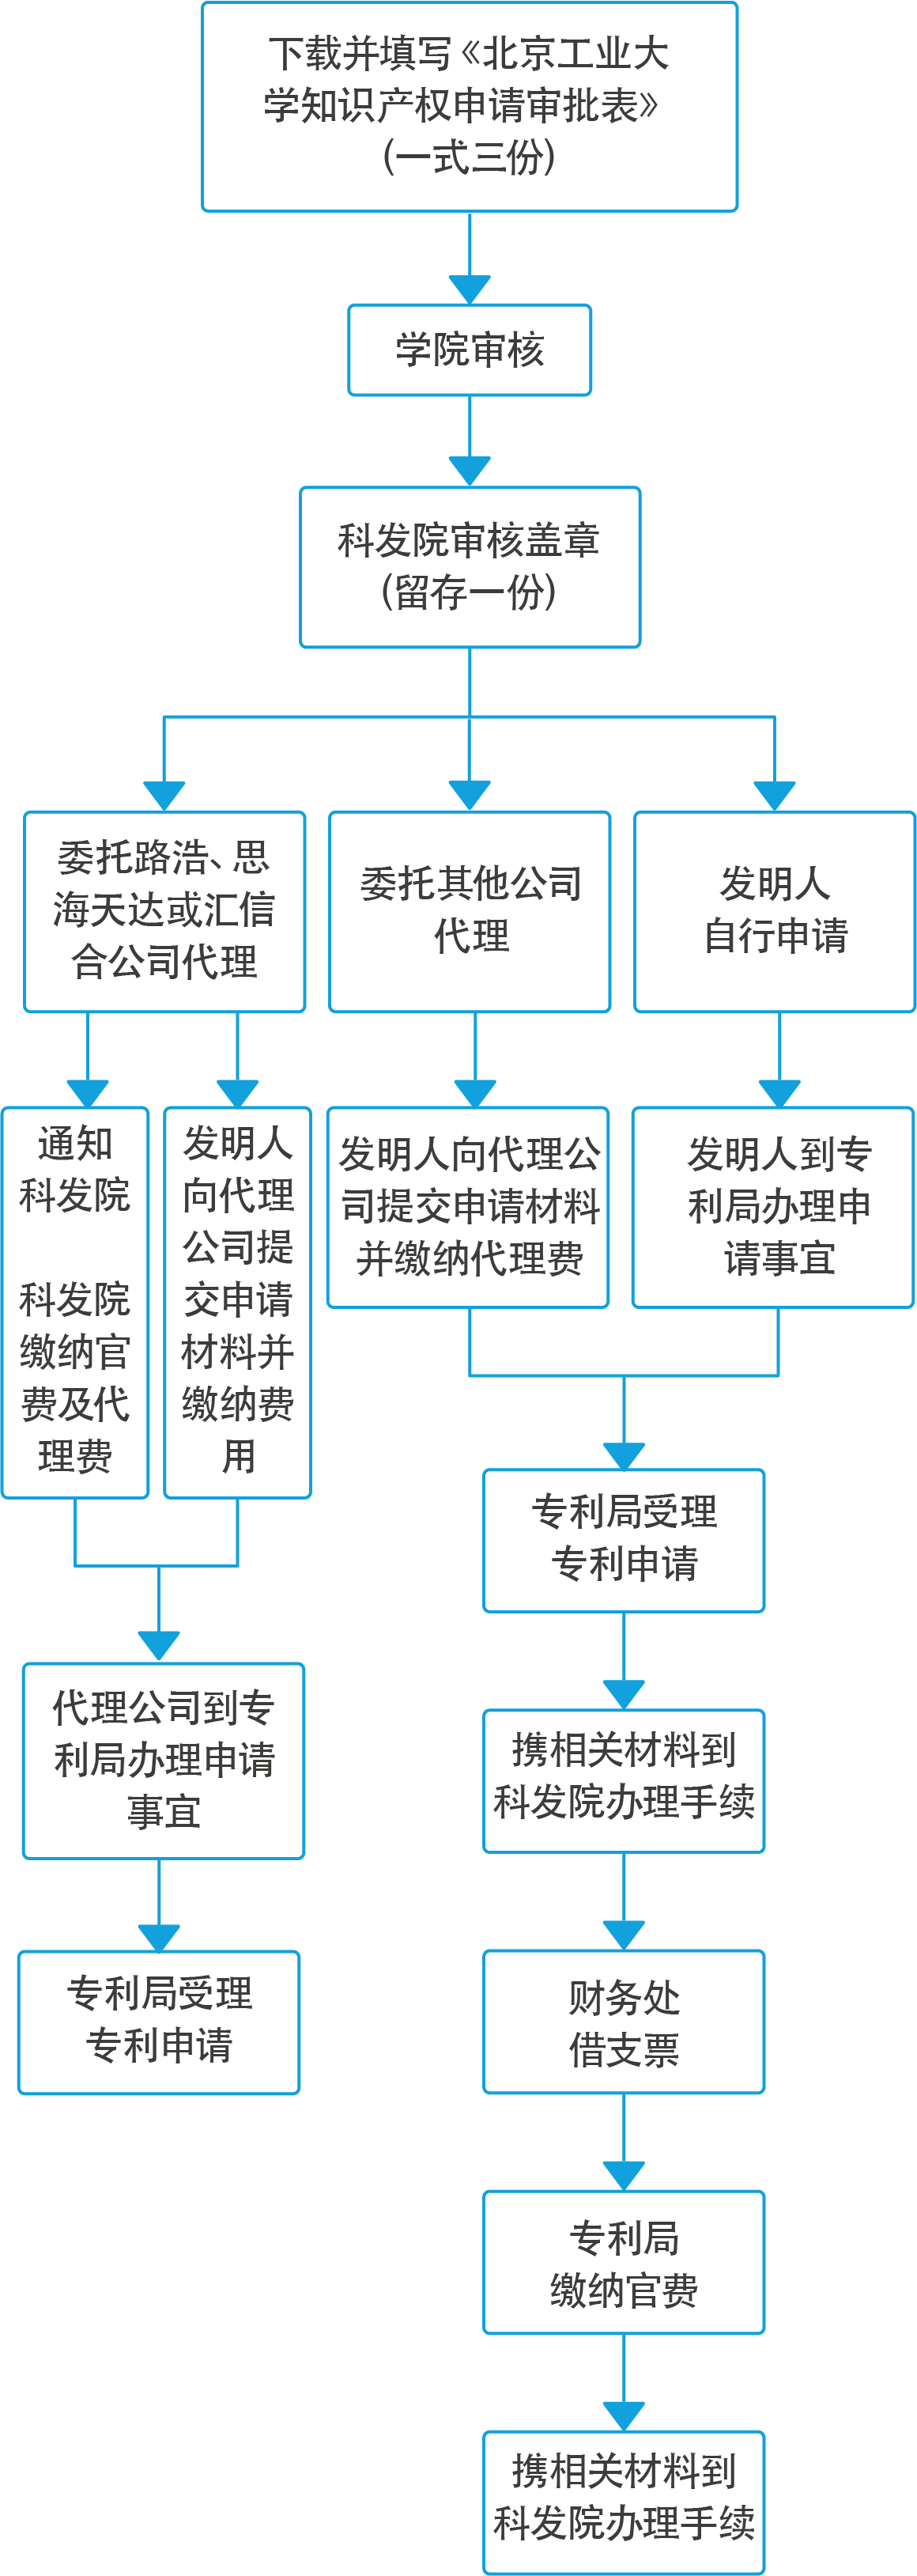 下载并填写《北京工业大
学知识产权申请审批表》
(一式三份)
学院审核
科发院审核盖章
(留存一份)
委托路浩、思
海天达或汇信
合公司代理
委托其他公司
代理
发明人
自行申请
通知
科发院
科发院
缴纳官
费及代
理费
发明人
向代理
公司提
交申请
材料并
缴纳费
用
发明人向代理公
司提交申请材料
并缴纳代理费
发明人到专
利局办理申
请事宜
专利局受理
专利申请
携相关材料到
科发院办理手续
代理公司到专
利局办理申请
事宜
专利局受理
专利申请
财务处
借支票
专利局
缴纳官费
携相关材料到
科发院办理手续